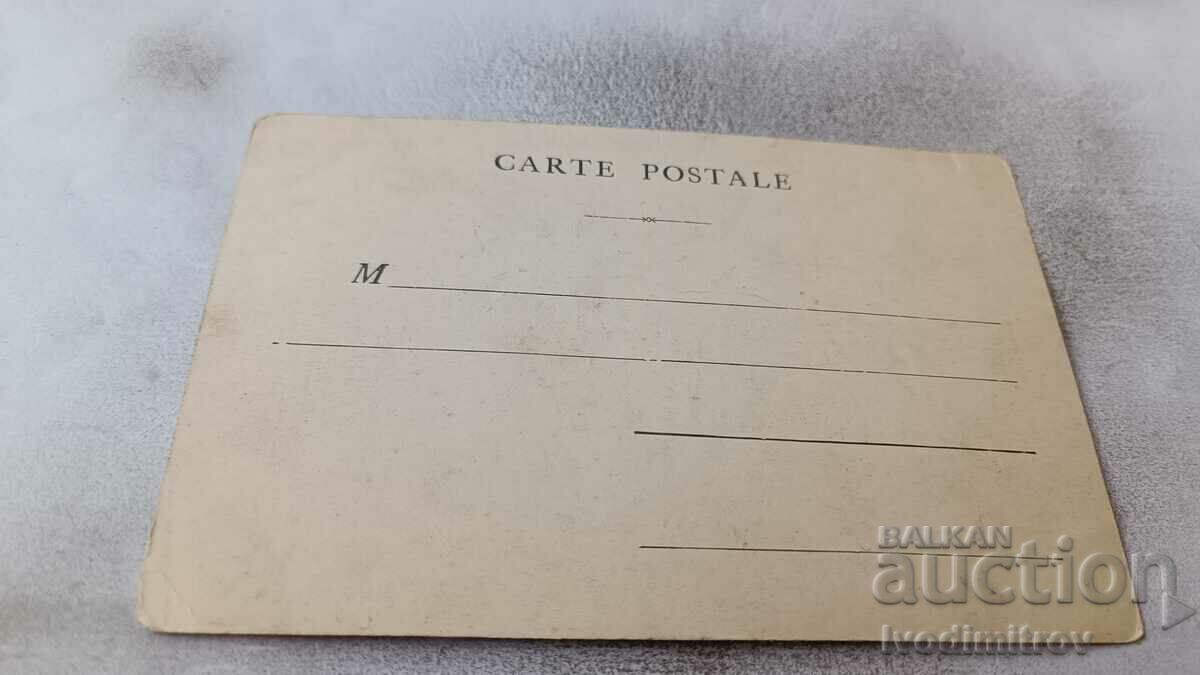 CARTE POSTALE
M
BALKAN
auction
Ivodimitrov